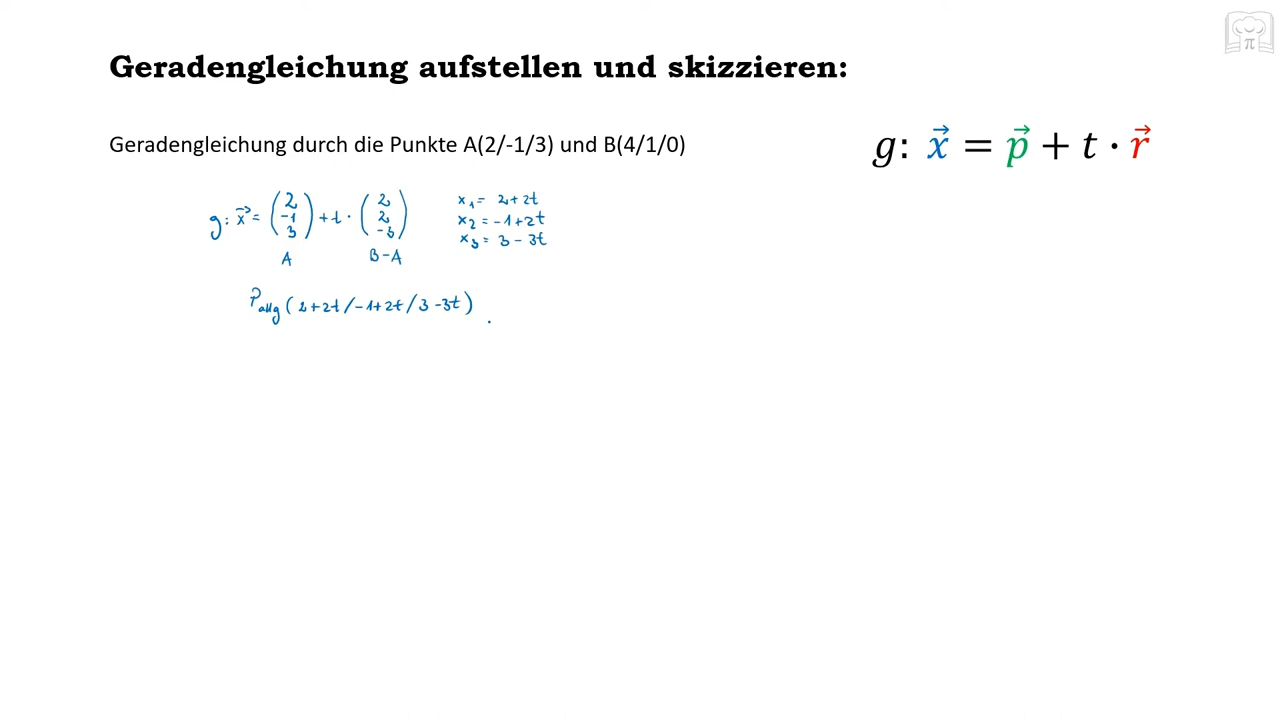 Geradengleichung aufstellen und skizzieren:
Geradengleichung durch die Punkte A(2/-1/3) und B(4/1/0)
g: x⃗ = p⃗ + t · r⃗
g: x⃗ = (2 -1 3) + t · (2 2 -3)
A B-A
x₁ = 2+2t
x₂ = -1+2t
x₃ = 3-3t
Pallg (2+2t/-1+2t/3-3t)
π